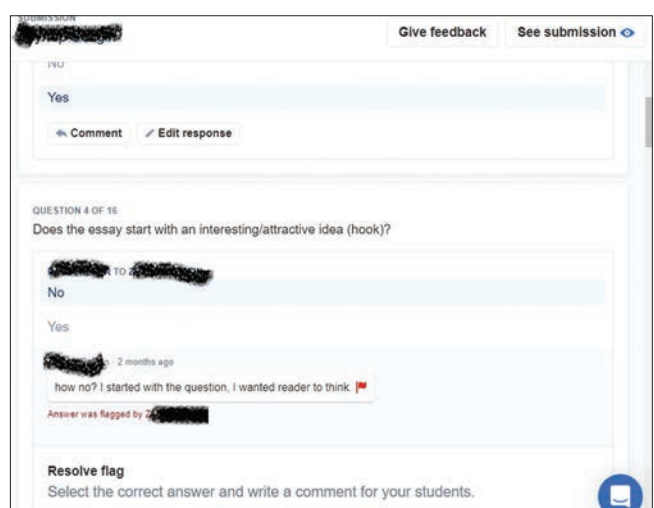 SUBMISSION
Give feedback See submission
No
Yes
Comment Edit response
QUESTION 4 OF 16
Does the essay start with an interesting/attractive idea (hook)?
TO
No
Yes
2 months ago
how no? I started with the question, I wanted reader to think.
Answer was flagged by
Resolve flag
Select the correct answer and write a comment for your students.